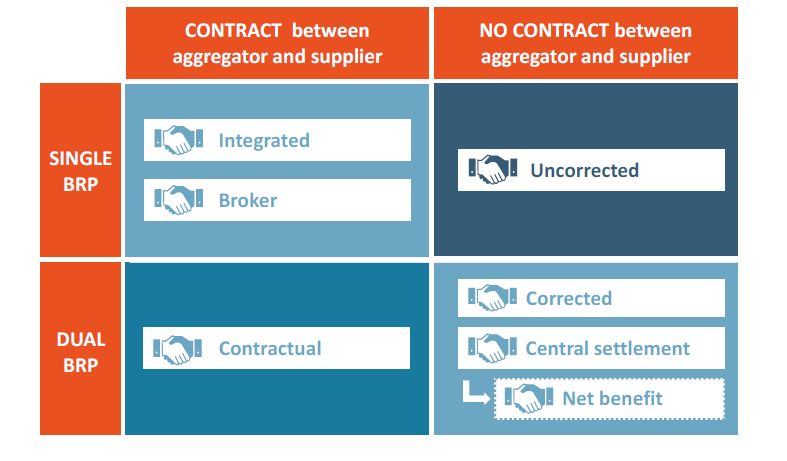 CONTRACT between
aggregator and supplier
NO CONTRACT between
aggregator and supplier
SINGLE
BRP
Integrated
Broker
Uncorrected
DUAL
BRP
Contractual
Corrected
Central settlement
Net benefit